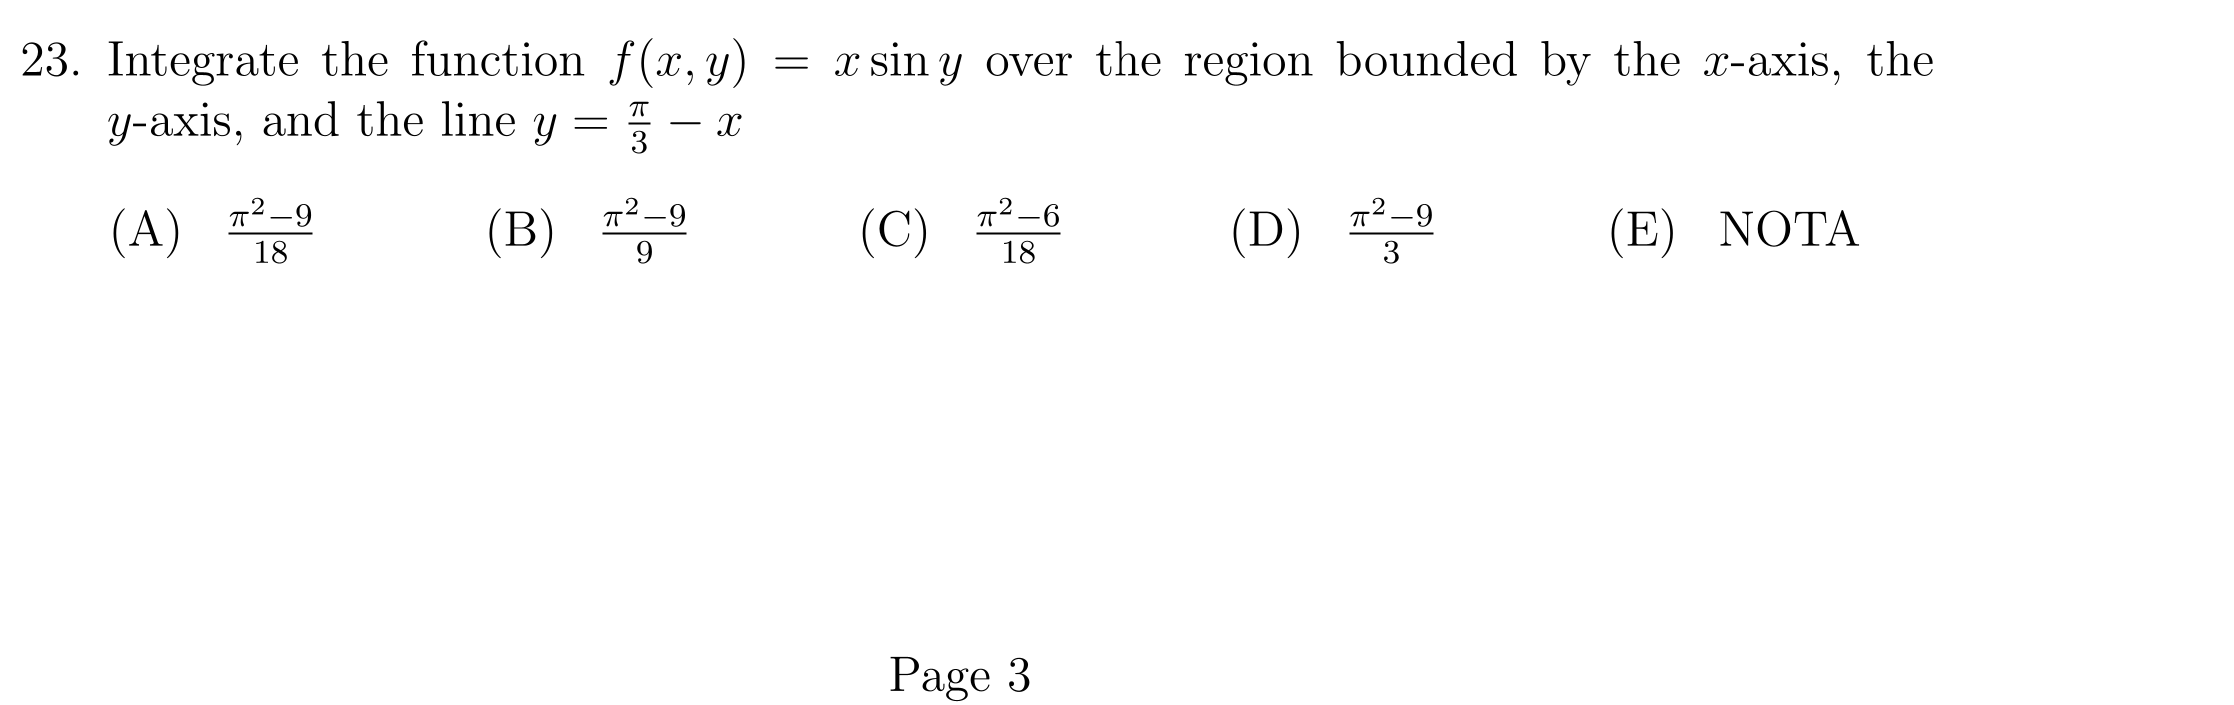 23. Integrate the function f(x, y) = x sin y over the region bounded by the x-axis, the
y-axis, and the line y = \frac{\pi}{3} − x
(A) \frac{\pi^2-9}{18} (B) \frac{\pi^2-9}{9} (C) \frac{\pi^2-6}{18} (D) \frac{\pi^2-9}{3} (E) NOTA
Page 3